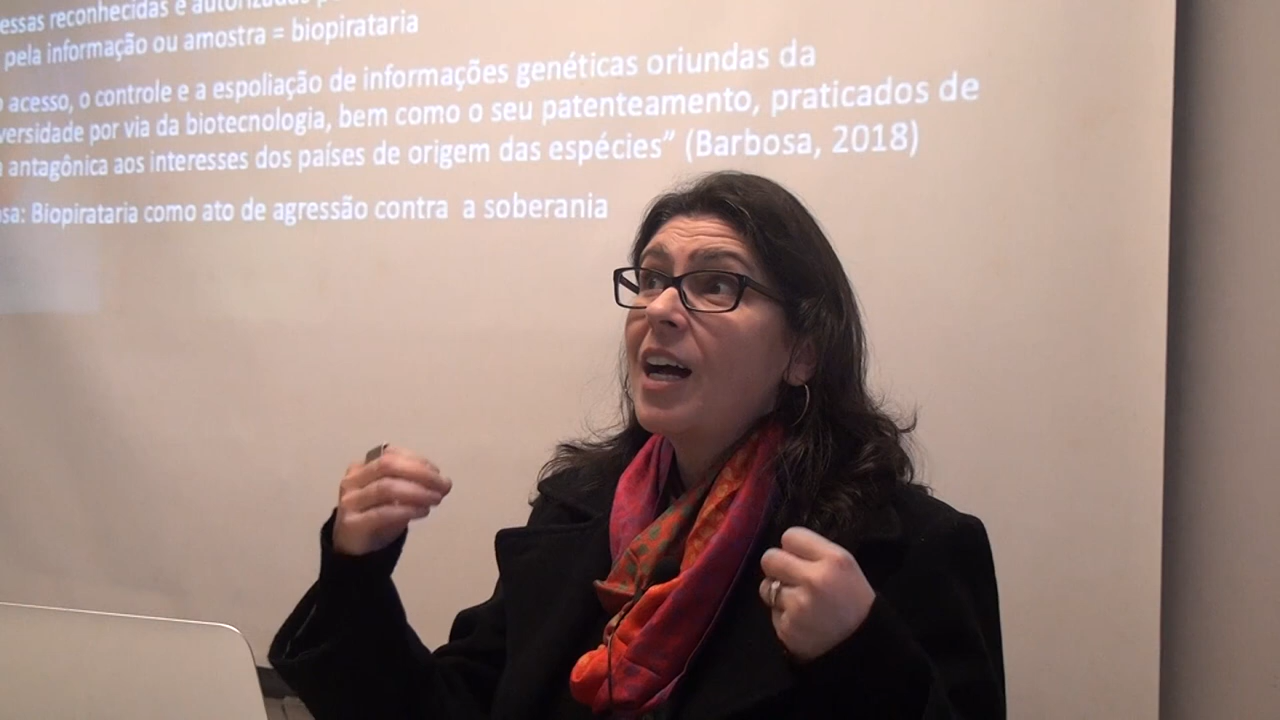 essas reconhecidas e autorizadas
pela informação ou amostra = biopirataria
acesso, o controle e a espoliação de informações genéticas oriundas da
versidade por via da biotecnologia, bem como o seu patenteamento, praticados de
antagônica aos interesses dos países de origem das espécies” (Barbosa, 2018)
sa: Biopirataria como ato de agressão contra a soberania